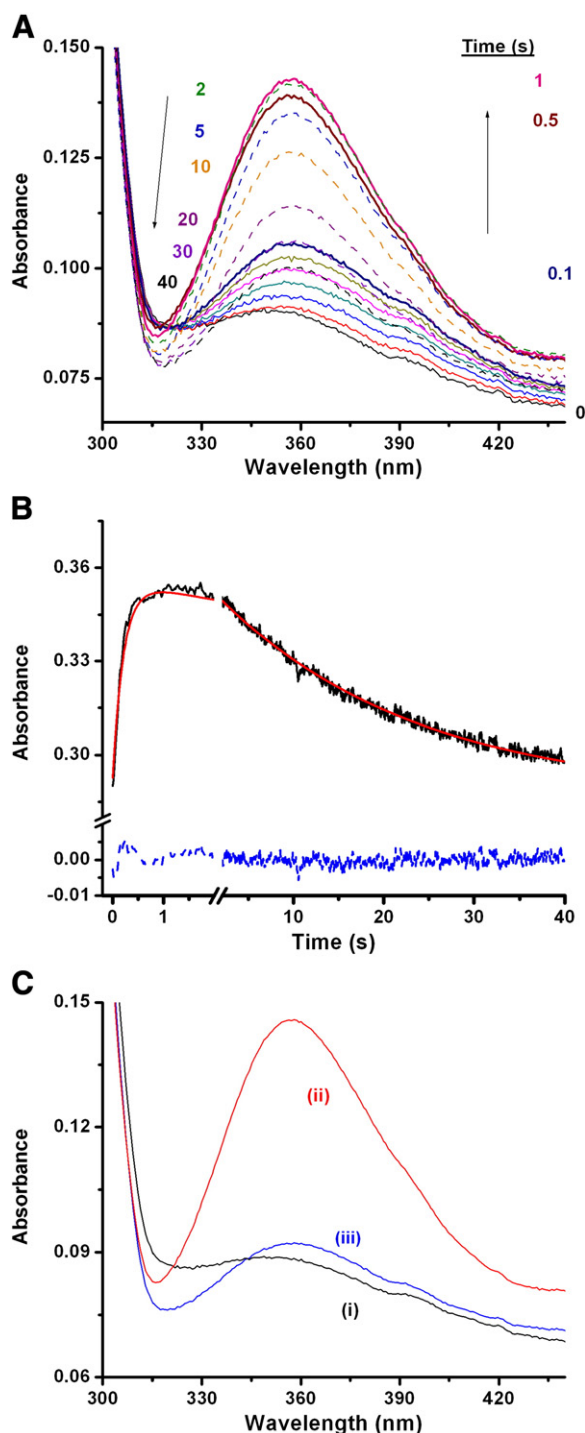 A
Time (s)
0.150
0.125
0.100
0.075
Absorbance
2
5
10
20
30
40
1
0.5
0.1
0
300 330 360 390 420
Wavelength (nm)
B
0.36
0.33
0.30
0.00
-0.01
Absorbance
0 1 10 20 30 40
Time (s)
C
0.15
0.12
0.09
0.06
Absorbance
(ii)
(iii)
(i)
300 330 360 390 420
Wavelength (nm)